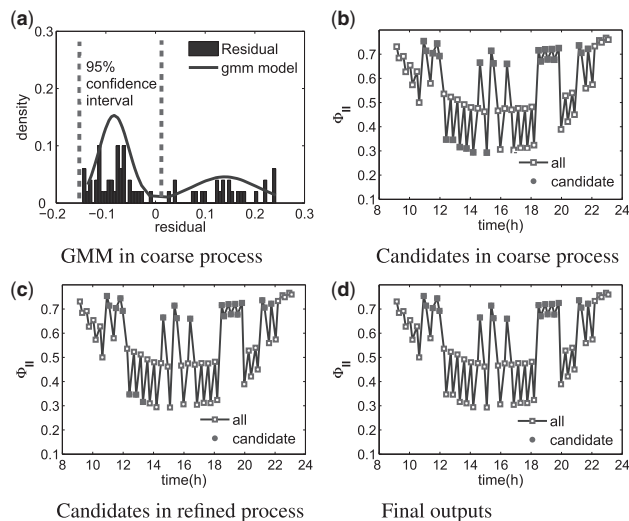 (a)
0.3
0.2
0.1
0
density
95%
confidence
interval
Residual
gmm model
−0.2 −0.1 0 0.1 0.2 0.3
residual
GMM in coarse process
(b)
0.7
0.6
0.5
0.4
0.3
0.2
0.1
ΦII
all
candidate
6 8 10 12 14 16 18 20 22 24
time(h)
Candidates in coarse process
(c)
0.7
0.6
0.5
0.4
0.3
0.2
0.1
ΦII
all
candidate
8 10 12 14 16 18 20 22 24
time(h)
Candidates in refined process
(d)
0.7
0.6
0.5
0.4
0.3
0.2
0.1
ΦII
all
candidate
8 10 12 14 16 18 20 22 24
time(h)
Final outputs